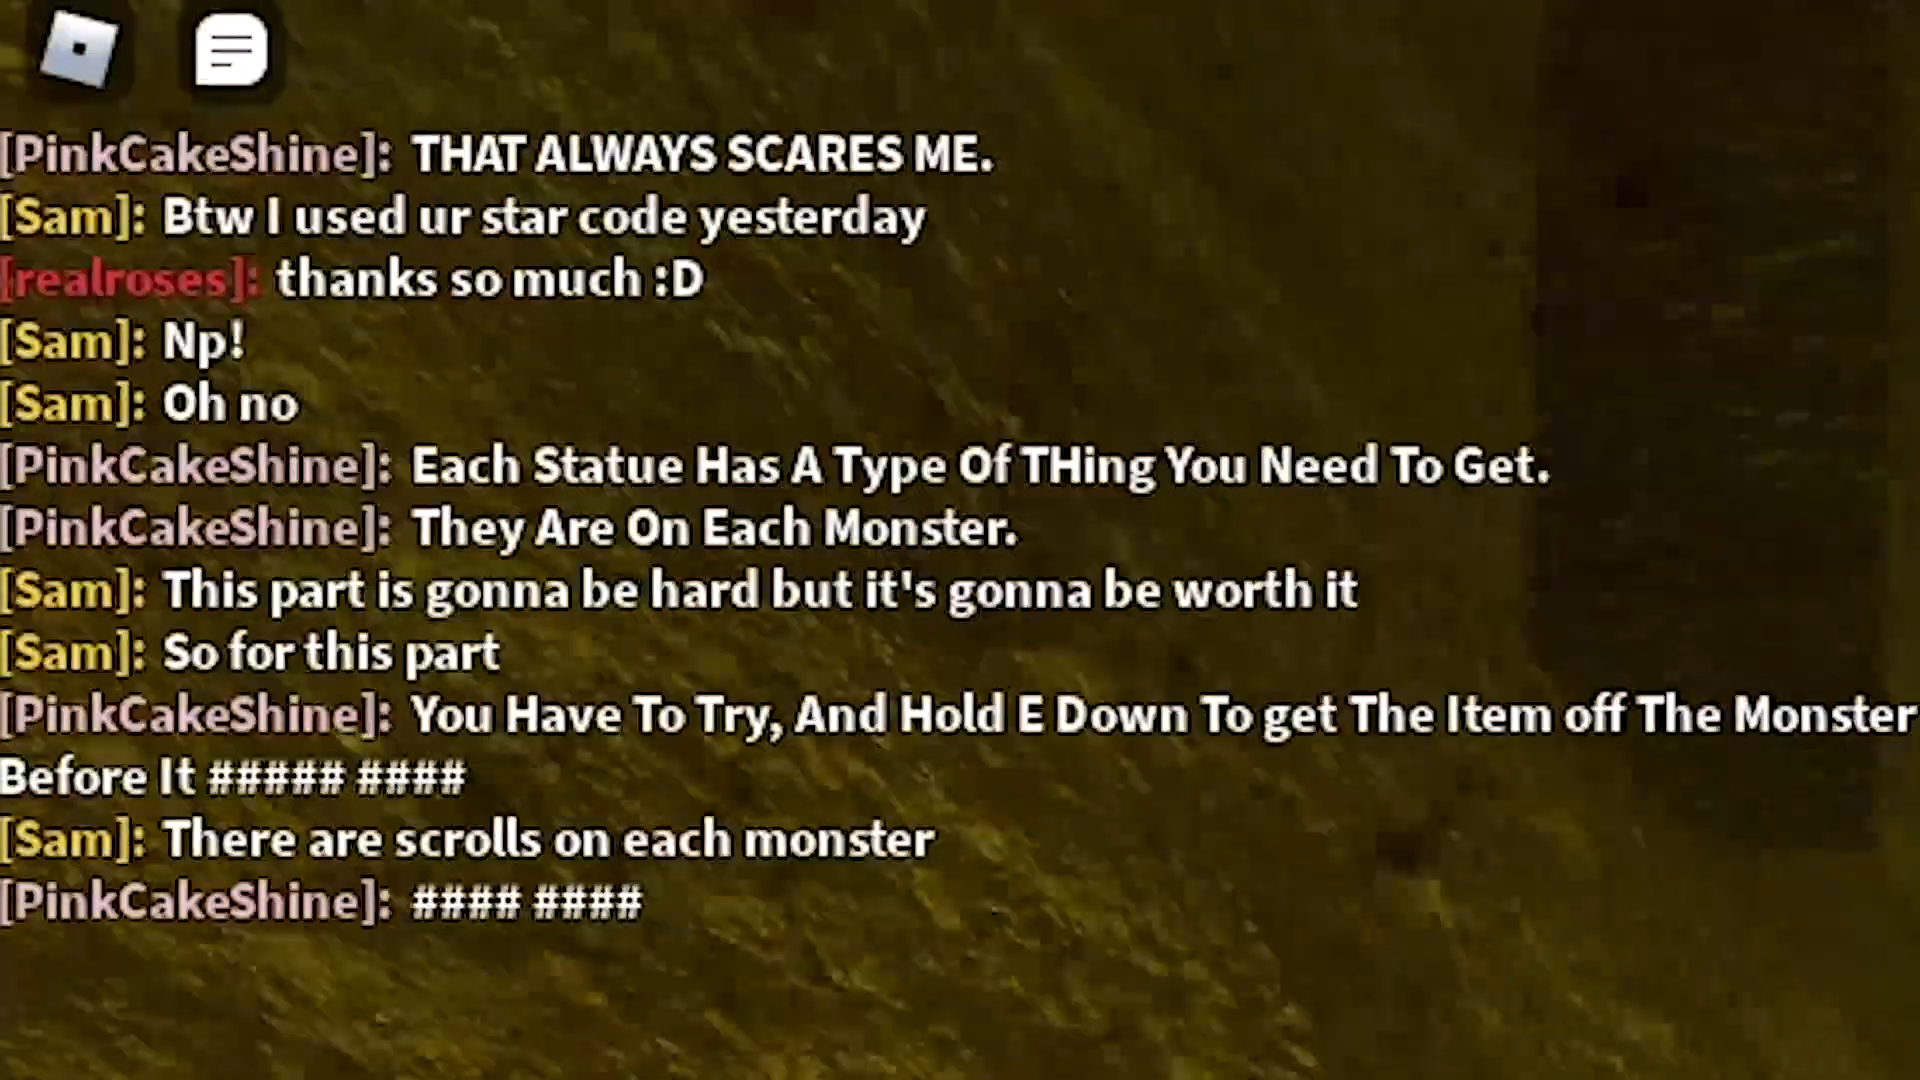 [PinkCakeShine]: THAT ALWAYS SCARES ME.
[Sam]: Btw I used ur star code yesterday
[realroses]: thanks so much :D
[Sam]: Np!
[Sam]: Oh no
[PinkCakeShine]: Each Statue Has A Type Of THing You Need To Get.
[PinkCakeShine]: They Are On Each Monster.
[Sam]: This part is gonna be hard but it's gonna be worth it
[Sam]: So for this part
[PinkCakeShine]: You Have To Try, And Hold E Down To get The Item off The Monster
Before It ##### ####
[Sam]: There are scrolls on each monster
[PinkCakeShine]: #### ####